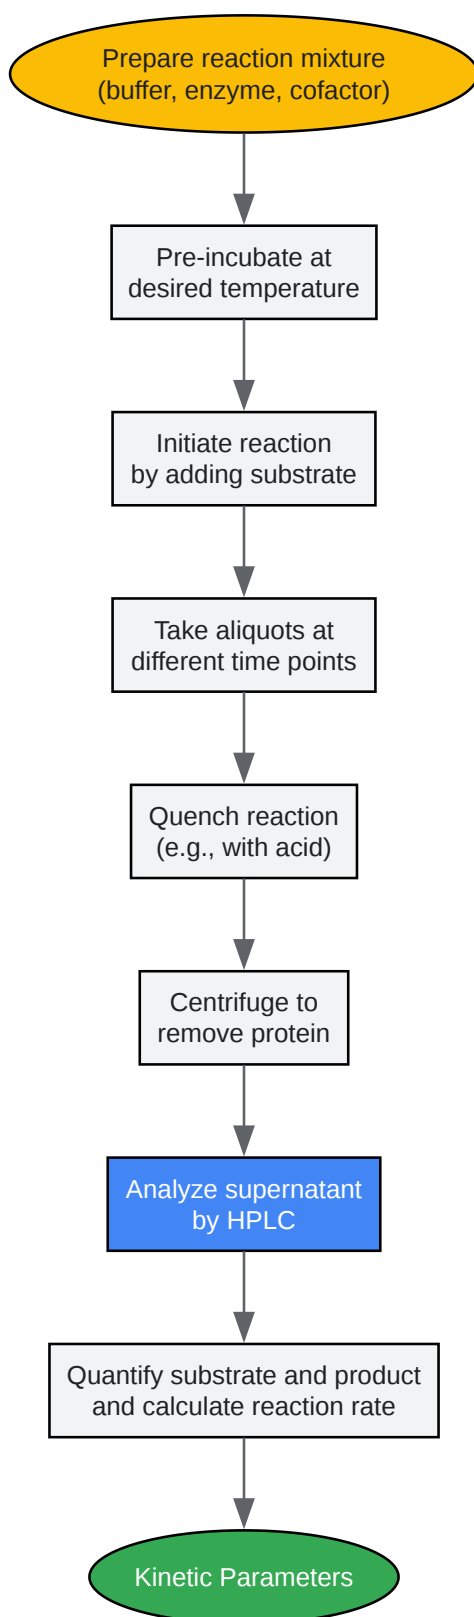 Prepare reaction mixture
(buffer, enzyme, cofactor)
Pre-incubate at
desired temperature
Initiate reaction
by adding substrate
Take aliquots at
different time points
Quench reaction
(e.g., with acid)
Centrifuge to
remove protein
Analyze supernatant
by HPLC
Quantify substrate and product
and calculate reaction rate
Kinetic Parameters